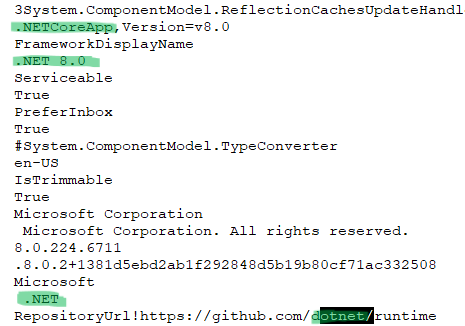 3System.ComponentModel.ReflectionCachesUpdateHandl
.NETCoreApp,Version=v8.0
FrameworkDisplayName
.NET 8.0
Serviceable
True
PreferInbox
True
#System.ComponentModel.TypeConverter
en-US
IsTrimmable
True
Microsoft Corporation
Microsoft Corporation. All rights reserved.
8.0.224.6711
.8.0.2+1381d5ebd2ab1f292848d5b19b80cf71ac332508
Microsoft
.NET
RepositoryUrl!https://github.com/dotnet/runtime